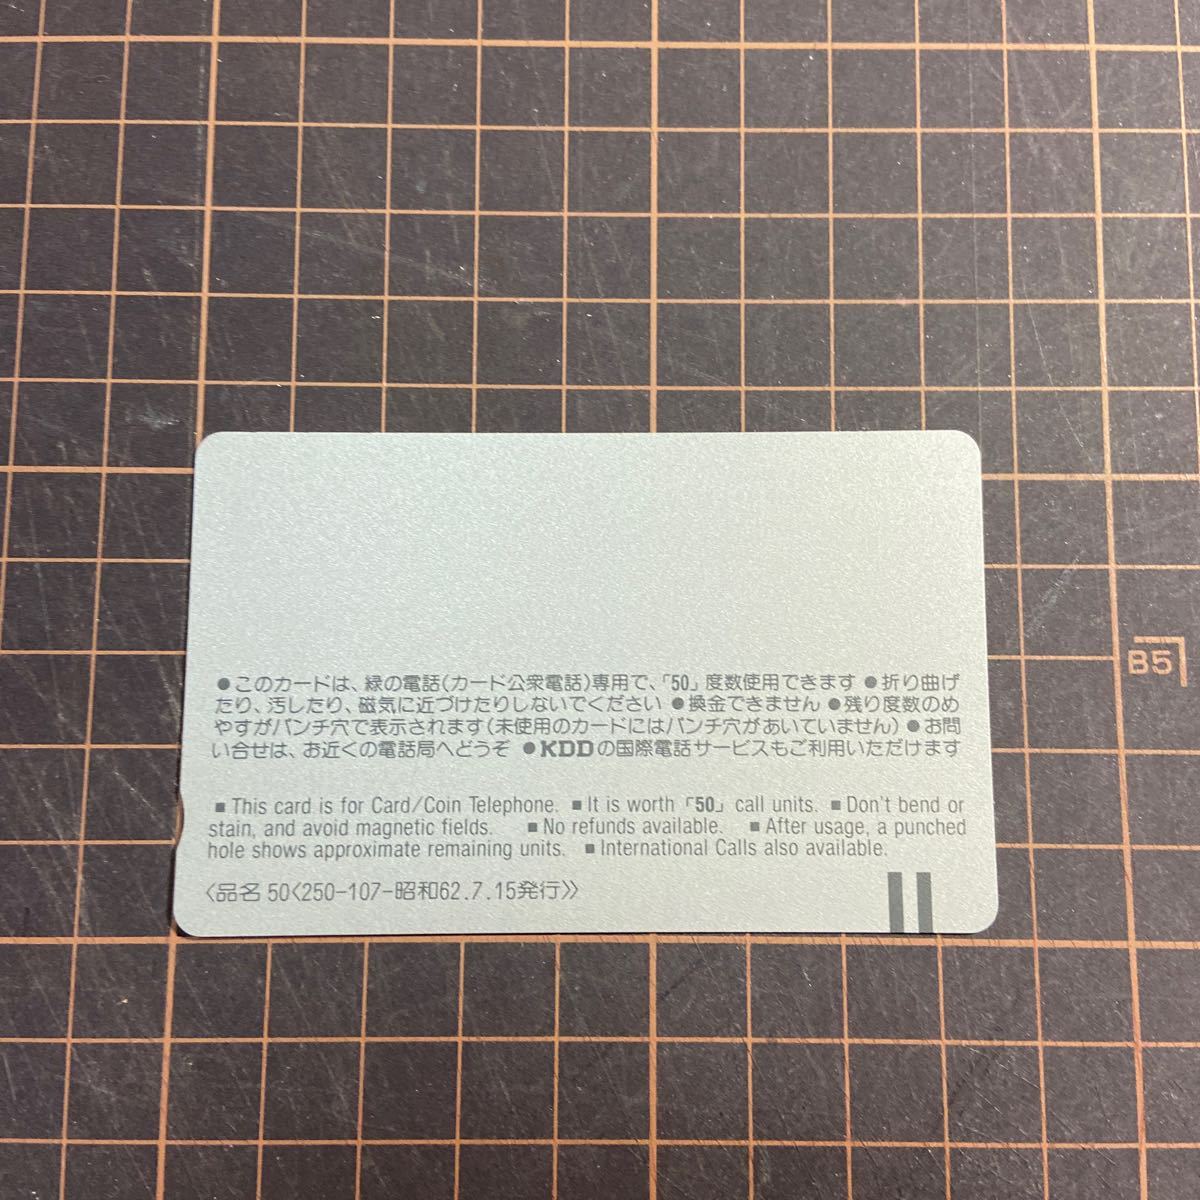 ●このカードは、緑の電話(カード公衆電話)専用で、「50」度数使用できます ●折り曲げ
たり、汚したり、磁気に近づけたりしないでください ●換金できません ●残り度数のめ
やすがパンチ穴で表示されます(未使用のカードにはパンチ穴があいていません) ●お問
い合せは、お近くの電話局へどうぞ ●KDDの国際電話サービスもご利用いただけます
■ This card is for Card/Coin Telephone. ■ It is worth「50」call units. ■ Don't bend or
stain, and avoid magnetic fields. ■ No refunds available. ■ After usage, a punched
hole shows approximate remaining units. ■ International Calls also available.
〈品名 50〈250-107-昭和62.7.15発行〉〉
B5